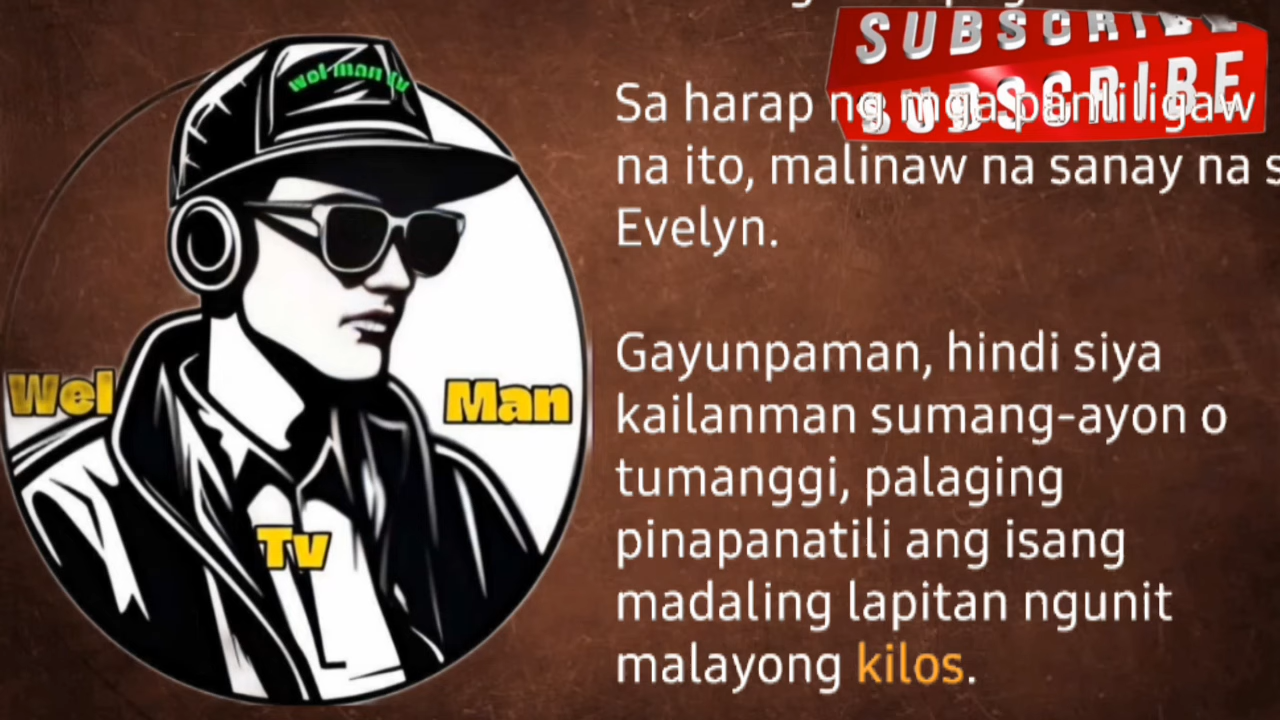 SUBSCRIBE
SUBSCRIBE
wel man tv
Wel
Man
Tv
Sa harap ng mga panliligaw
na ito, malinaw na sanay na
Evelyn.
Gayunpaman, hindi siya
kailanman sumang-ayon o
tumanggi, palaging
pinapanatili ang isang
madaling lapitan ngunit
malayong kilos.